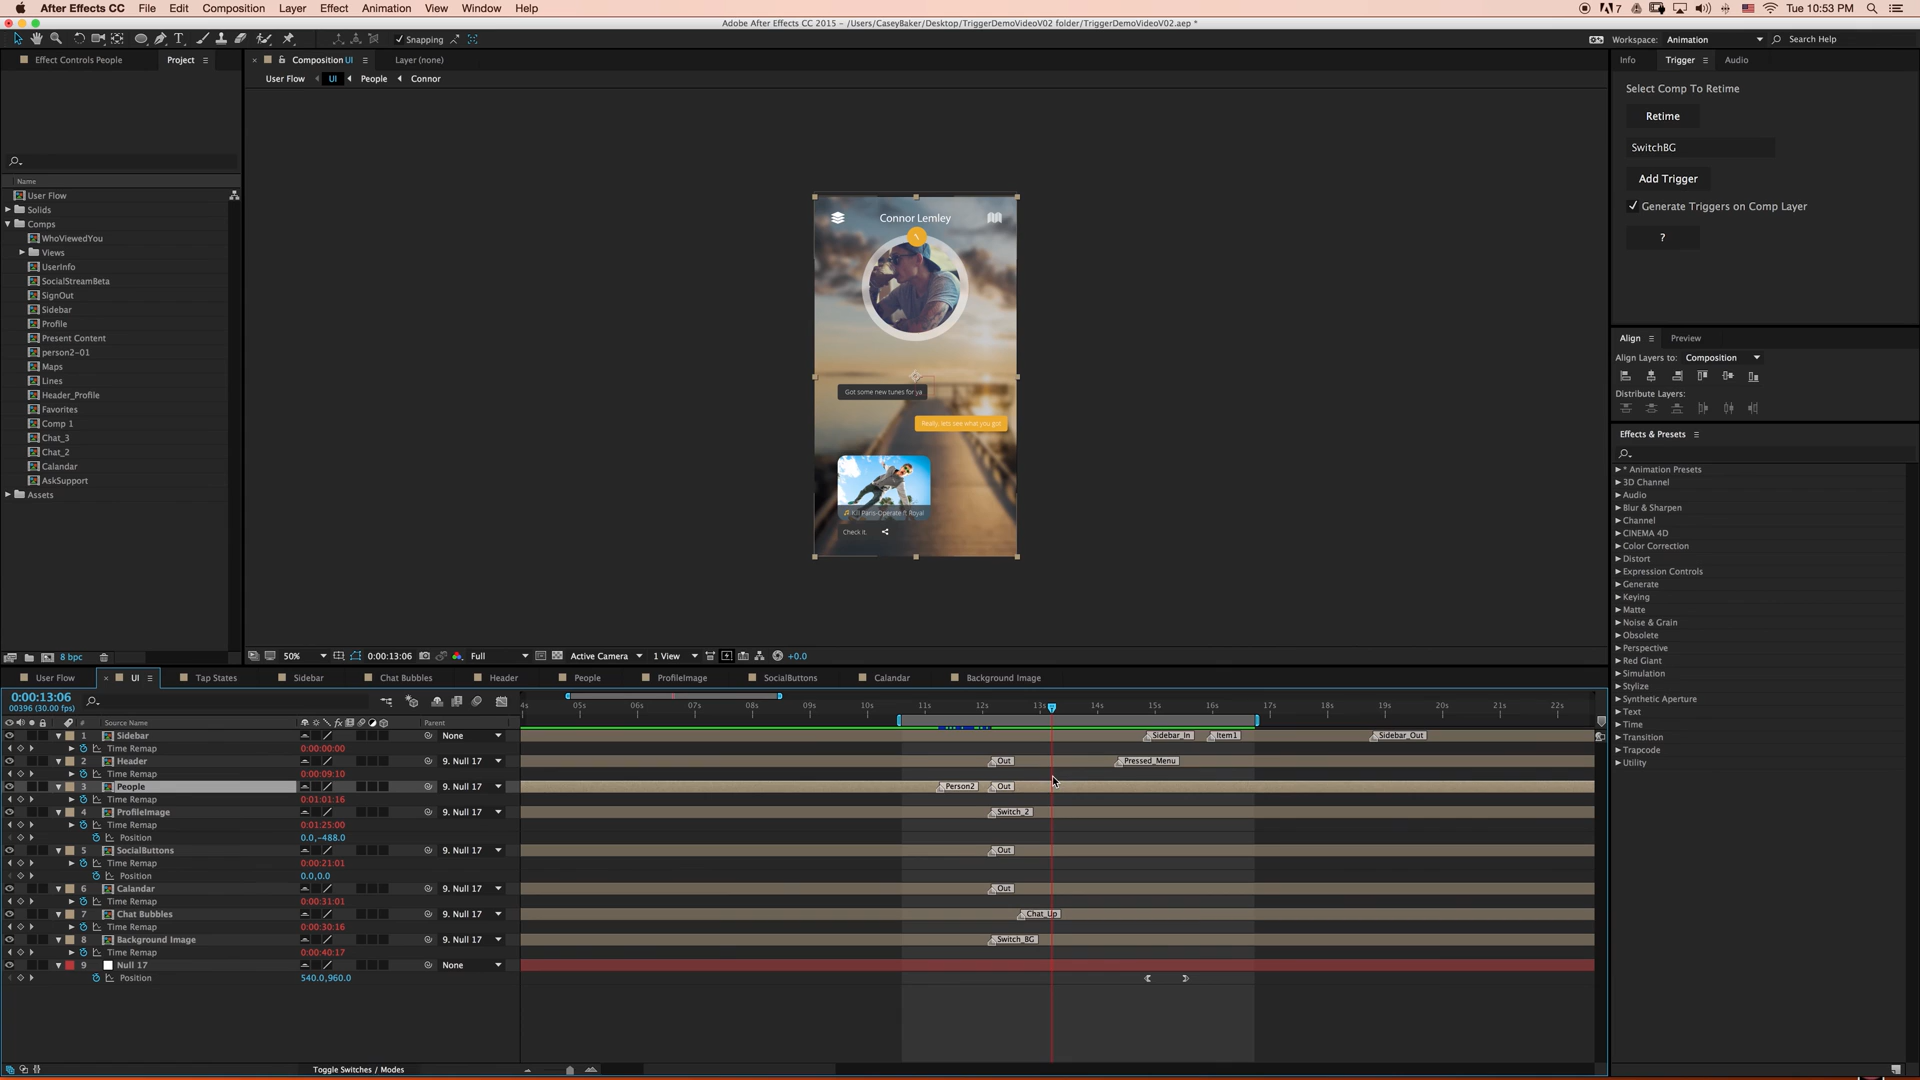 After Effects CC File Edit Composition Layer Effect Animation View Window Help 7 Tue 10:53 PM
Adobe After Effects CC 2015 – /Users/CaseyBaker/Desktop/TriggerDemoVideoV02 folder/TriggerDemoVideoV02.aep *
Snapping Workspace: Animation Search Help
Effect Controls People Project
Composition UI Layer (none)
Info Trigger Audio
User Flow UI People Connor
Select Comp To Retime
Retime
SwitchBG
Add Trigger
Generate Triggers on Comp Layer
?
Name
User Flow
Solids
Comps
WhoViewedYou
Views
UserInfo
SocialStreamBeta
SignOut
Sidebar
Profile
Present Content
person2-01
Maps
Lines
Header_Profile
Favorites
Comp 1
Chat_3
Chat_2
Calandar
AskSupport
Assets
Connor Lemley
Got some new tunes for ya
Really, lets see what you got
Kill Paris-Operate ft Royal
Check it.
Align Preview
Align Layers to: Composition
Distribute Layers:
Effects & Presets
* Animation Presets
3D Channel
Audio
Blur & Sharpen
Channel
CINEMA 4D
Color Correction
Distort
Expression Controls
Generate
Keying
Matte
Noise & Grain
Obsolete
Perspective
Red Giant
Simulation
Stylize
Synthetic Aperture
Text
Time
Transition
Trapcode
Utility
8 bpc
50% 0:00:13:06 Full Active Camera 1 View +0.0
User Flow UI Tap States Sidebar Chat Bubbles Header People ProfileImage SocialButtons Calandar Background Image
0:00:13:06
00396 (30.00 fps)
4s 05s 06s 07s 08s 09s 10s 11s 12s 13s 14s 15s 16s 17s 18s 19s 20s 21s 22s
# Source Name fx Parent
1 Sidebar None Sidebar_In Item1 Sidebar_Out
Time Remap 0:00:00:00
2 Header 9. Null 17 Out Pressed_Menu
Time Remap 0:00:09:10
3 People 9. Null 17 Person2 Out
Time Remap 0:01:01:16
4 ProfileImage 9. Null 17 Switch_2
Time Remap 0:01:25:00
Position 0.0,-488.0
5 SocialButtons 9. Null 17 Out
Time Remap 0:00:21:01
Position 0.0,0.0
6 Calandar 9. Null 17 Out
Time Remap 0:00:31:01
7 Chat Bubbles 9. Null 17 Chat_Up
Time Remap 0:00:30:16
8 Background Image 9. Null 17 Switch_BG
Time Remap 0:00:40:17
9 Null 17 None
Position 540.0,960.0
Toggle Switches / Modes